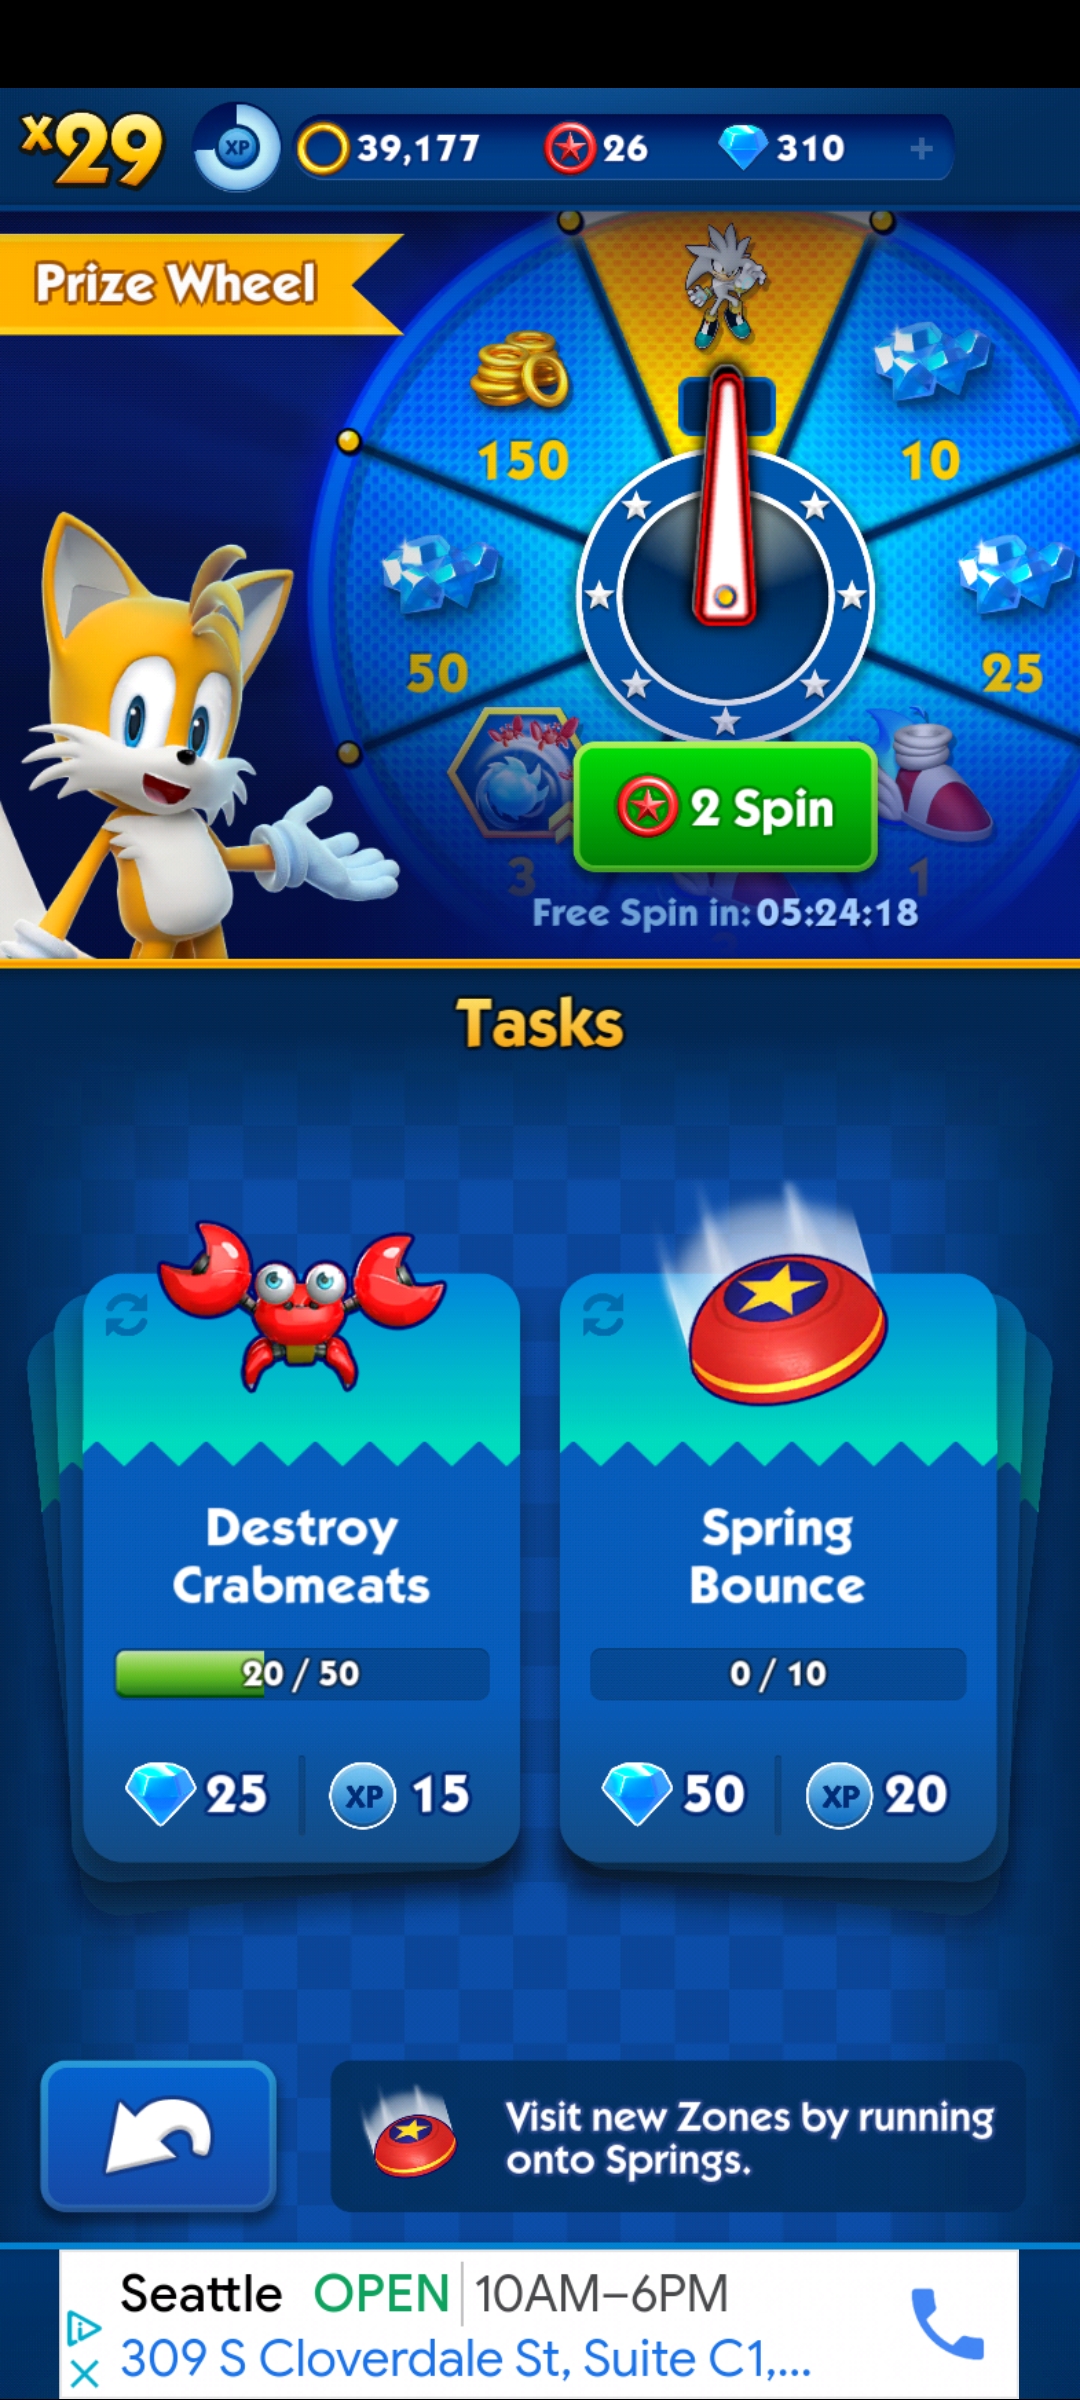 x29
XP
39,177
26
310
+
Prize Wheel
150
10
50
25
3
1
2 Spin
Free Spin in: 05:24:18
Tasks
Destroy
Crabmeats
20 / 50
25
XP
15
Spring
Bounce
0 / 10
50
XP
20
Visit new Zones by running
onto Springs.
Seattle OPEN 10AM–6PM
309 S Cloverdale St, Suite C1,...